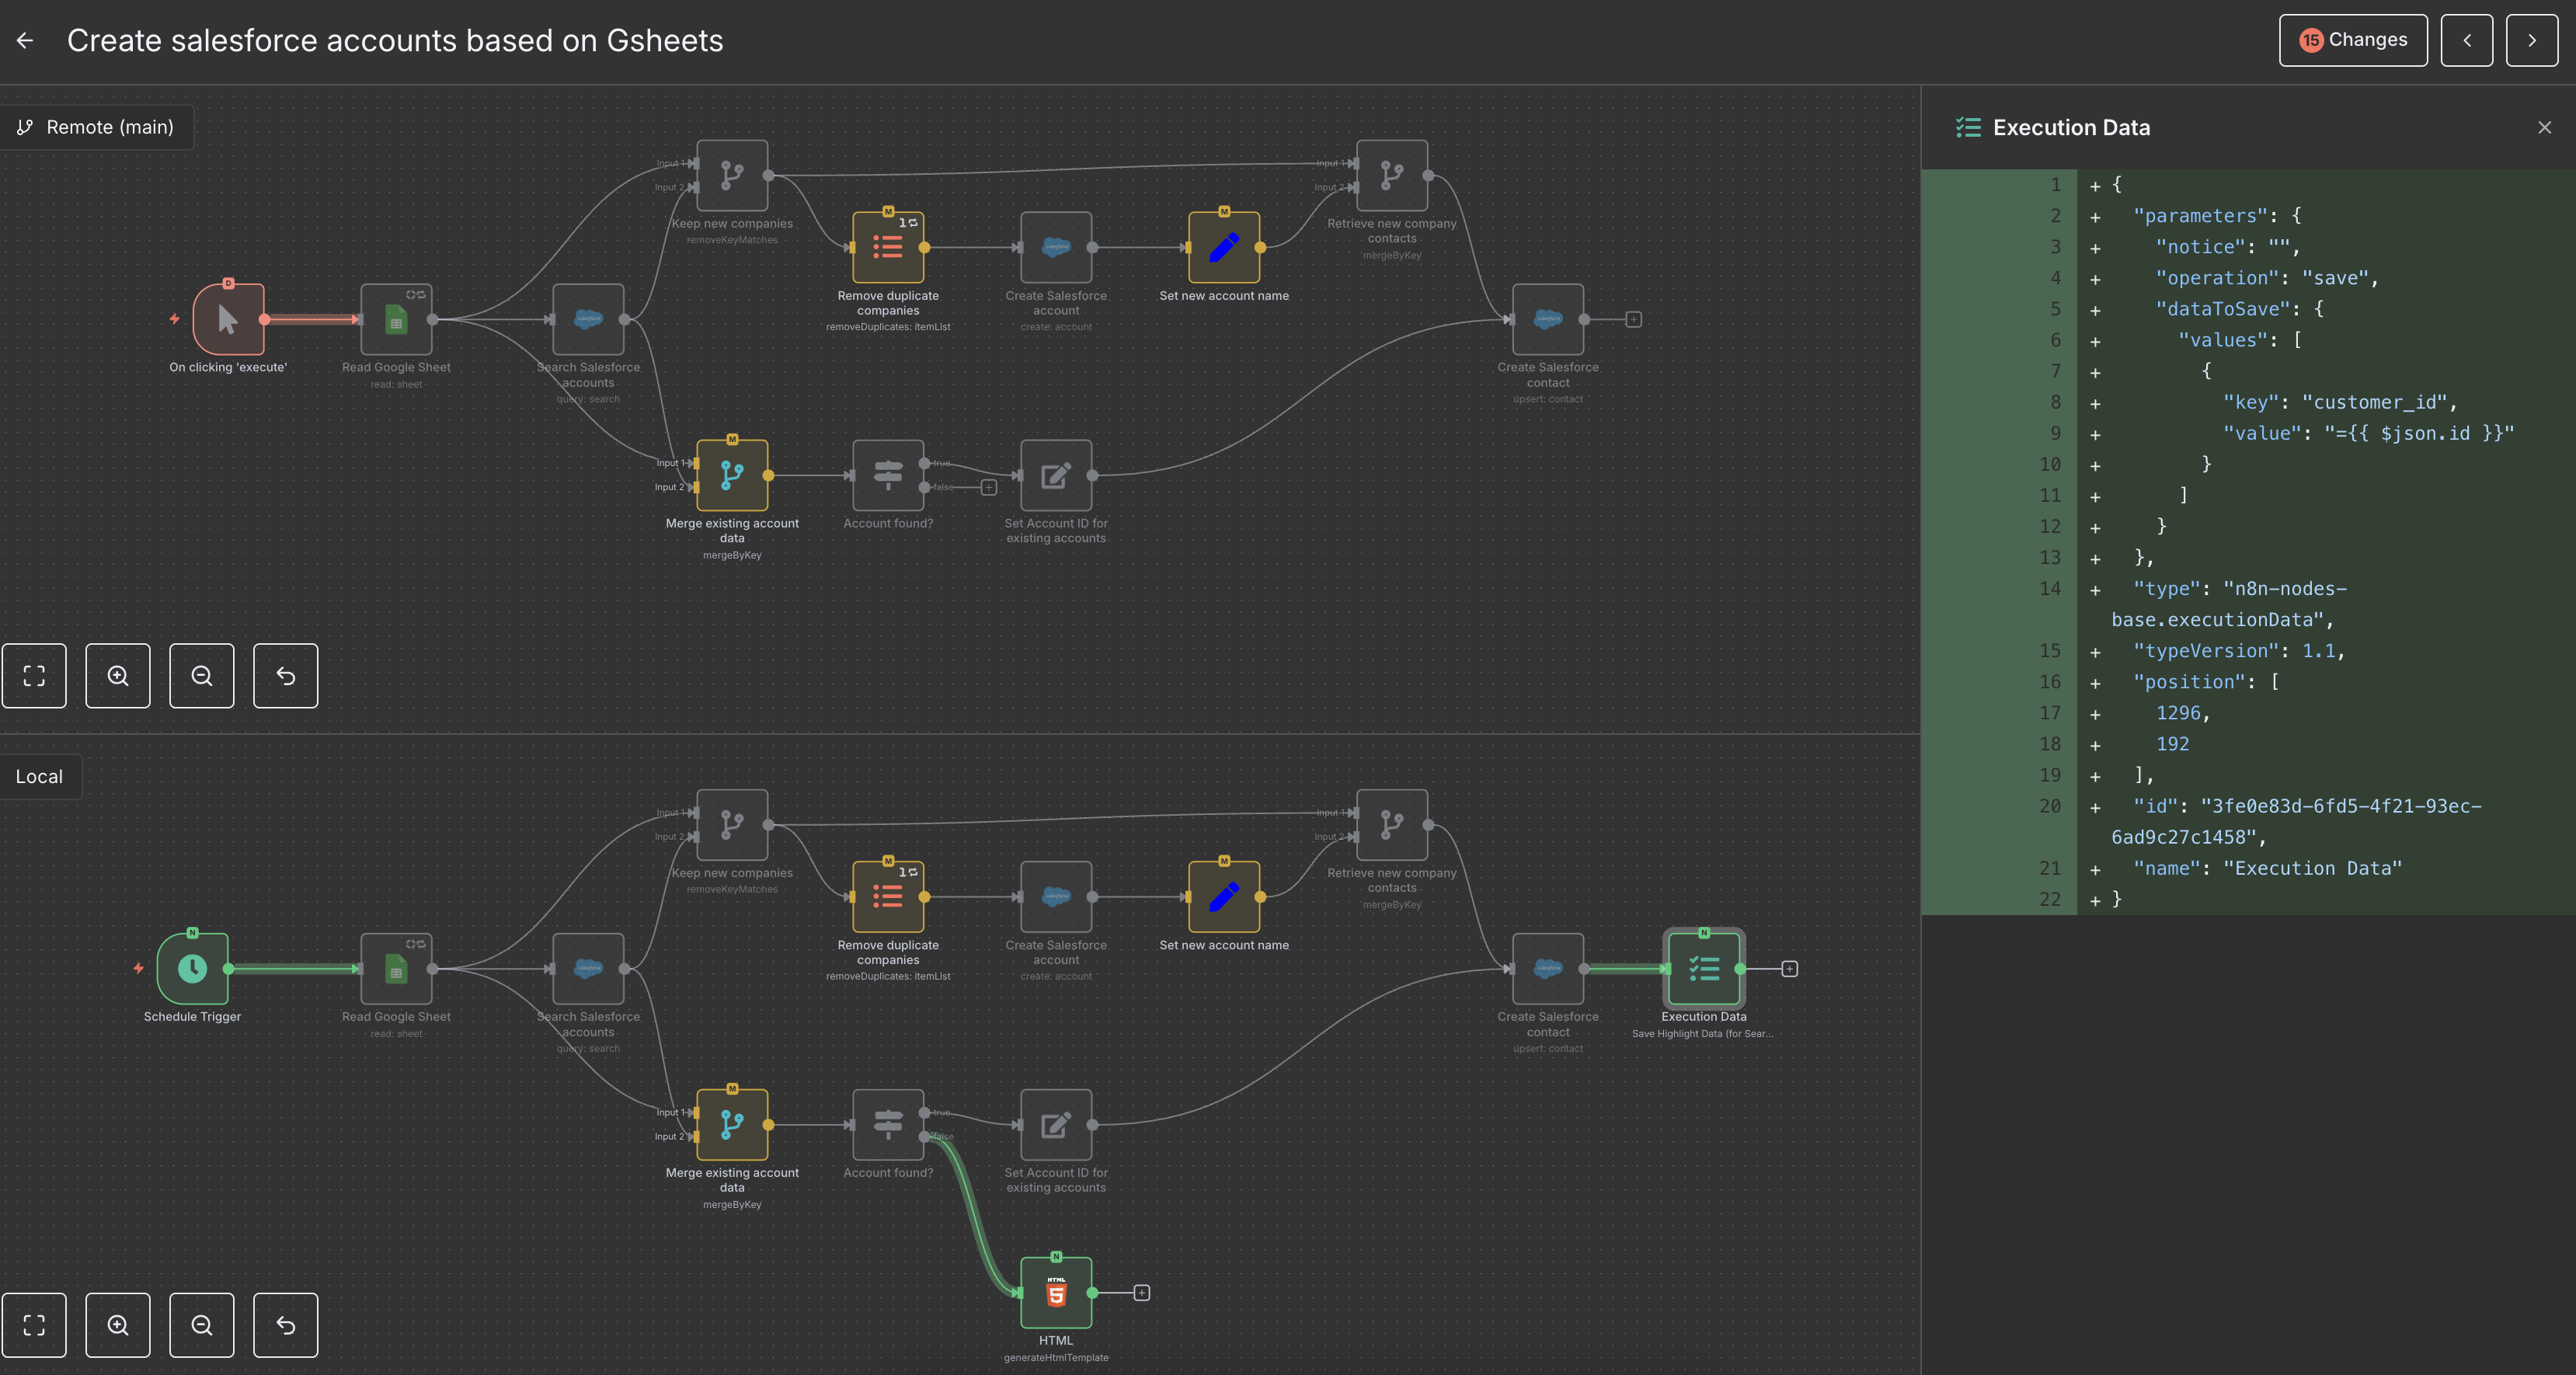 Create salesforce accounts based on Gsheets
15 Changes
Remote (main)
Input 1
Input 2
Keep new companies
removeKeyMatches
M
1
Remove duplicate
companies
removeDuplicates: itemList
salesforce
Create Salesforce
account
create: account
M
Set new account name
Input 1
Input 2
Retrieve new company
contacts
mergeByKey
D
On clicking 'execute'
Read Google Sheet
read: sheet
salesforce
Search Salesforce
accounts
query: search
salesforce
Create Salesforce
contact
upsert: contact
M
Input 1
Input 2
Merge existing account
data
mergeByKey
true
false
Account found?
Set Account ID for
existing accounts
Local
Input 1
Input 2
Keep new companies
removeKeyMatches
M
1
Remove duplicate
companies
removeDuplicates: itemList
salesforce
Create Salesforce
account
create: account
M
Set new account name
Input 1
Input 2
Retrieve new company
contacts
mergeByKey
N
Schedule Trigger
Read Google Sheet
read: sheet
salesforce
Search Salesforce
accounts
query: search
salesforce
Create Salesforce
contact
upsert: contact
N
Execution Data
Save Highlight Data (for Sear...
M
Input 1
Input 2
Merge existing account
data
mergeByKey
true
false
Account found?
Set Account ID for
existing accounts
N
HTML
5
HTML
generateHtmlTemplate
Execution Data
1 + {
2 + "parameters": {
3 + "notice": "",
4 + "operation": "save",
5 + "dataToSave": {
6 + "values": [
7 + {
8 + "key": "customer_id",
9 + "value": "={{ $json.id }}"
10 + }
11 + ]
12 + }
13 + },
14 + "type": "n8n-nodes-
base.executionData",
15 + "typeVersion": 1.1,
16 + "position": [
17 + 1296,
18 + 192
19 + ],
20 + "id": "3fe0e83d-6fd5-4f21-93ec-
6ad9c27c1458",
21 + "name": "Execution Data"
22 + }